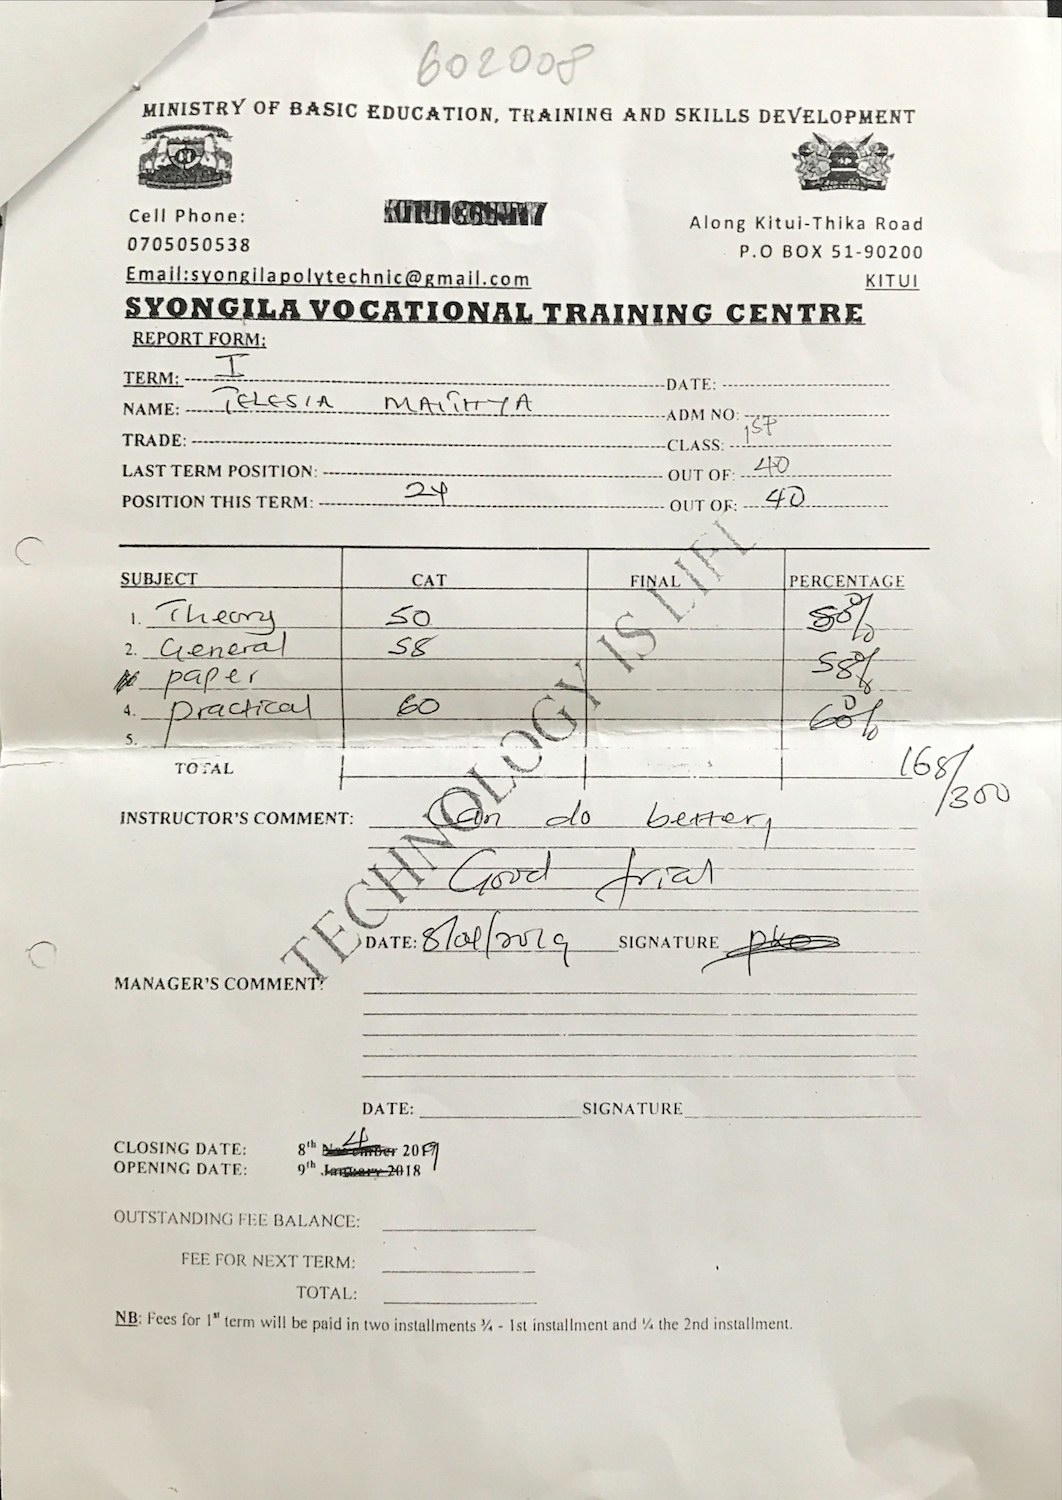 602008
MINISTRY OF BASIC EDUCATION, TRAINING AND SKILLS DEVELOPMENT
KITUI COUNTY
Cell Phone:
0705050538
Email:syongilapolytechnic@gmail.com
Along Kitui-Thika Road
P.O BOX 51-90200
KITUI
SYONGILA VOCATIONAL TRAINING CENTRE
REPORT FORM:
TERM: I DATE:
NAME: TELESIA MAITHYA ADM NO:
TRADE: CLASS: 1st
LAST TERM POSITION: OUT OF: 40
POSITION THIS TERM: 24 OUT OF: 40
SUBJECT CAT FINAL PERCENTAGE
1. Theory 50 50%
2. General 58 58%
paper
4. practical 60 60%
5.
TOTAL 168/300
TECHNOLOGY IS LIFE
INSTRUCTOR'S COMMENT: Can do better,
Good trial
DATE: 8/04/2019 SIGNATURE
MANAGER'S COMMENT:
DATE: SIGNATURE
CLOSING DATE: 8th November 4 2019
OPENING DATE: 9th January 2018
OUTSTANDING FEE BALANCE:
FEE FOR NEXT TERM:
TOTAL:
NB: Fees for 1st term will be paid in two installments ¾ - 1st installment and ¼ the 2nd installment.